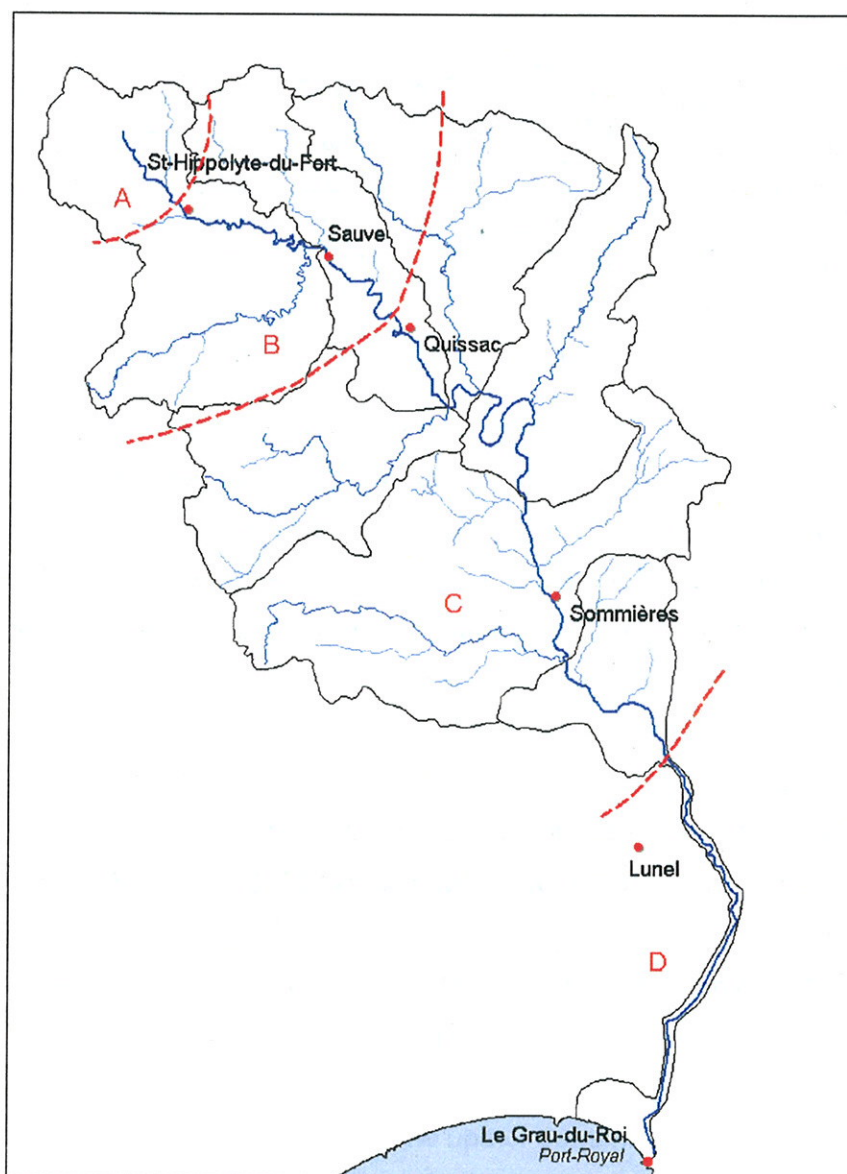 St-Hippolyte-du-Fort
A
Sauve
B
Quissac
C
Sommières
Lunel
D
Le Grau-du-Roi
Port-Royal